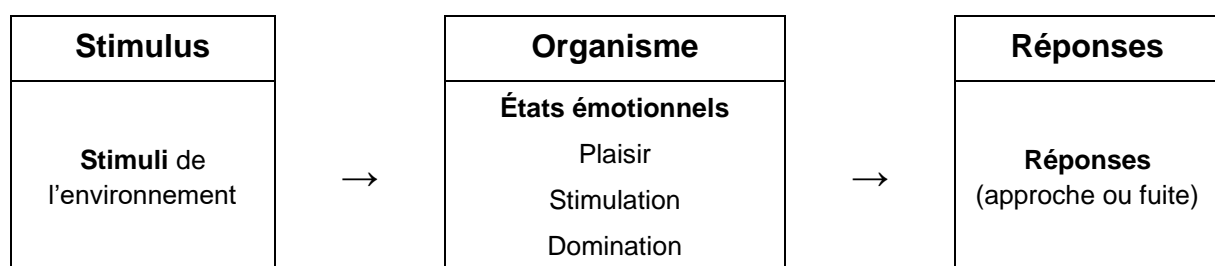 Stimulus
Stimuli de
l’environnement
→
Organisme
États émotionnels
Plaisir
Stimulation
Domination
→
Réponses
Réponses
(approche ou fuite)